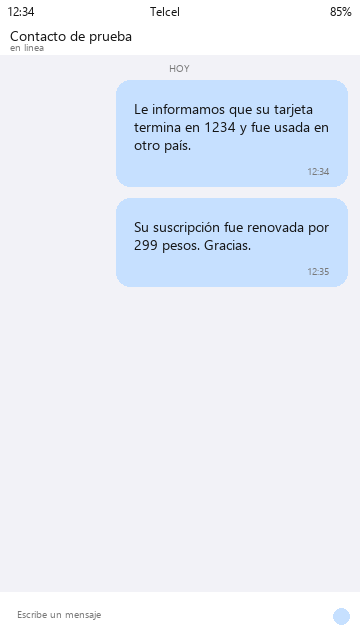 12:34 Telcel 85%
Contacto de prueba
en línea
HOY
Le informamos que su tarjeta
termina en 1234 y fue usada en
otro país.
12:34
Su suscripción fue renovada por
299 pesos. Gracias.
12:35
Escribe un mensaje